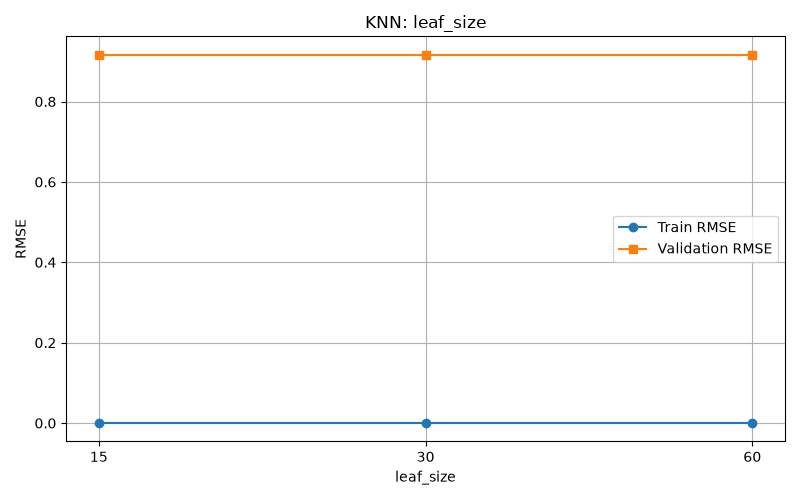 KNN: leaf_size
0.8
0.6
0.4
0.2
0.0
RMSE
Train RMSE
Validation RMSE
15
30
60
leaf_size